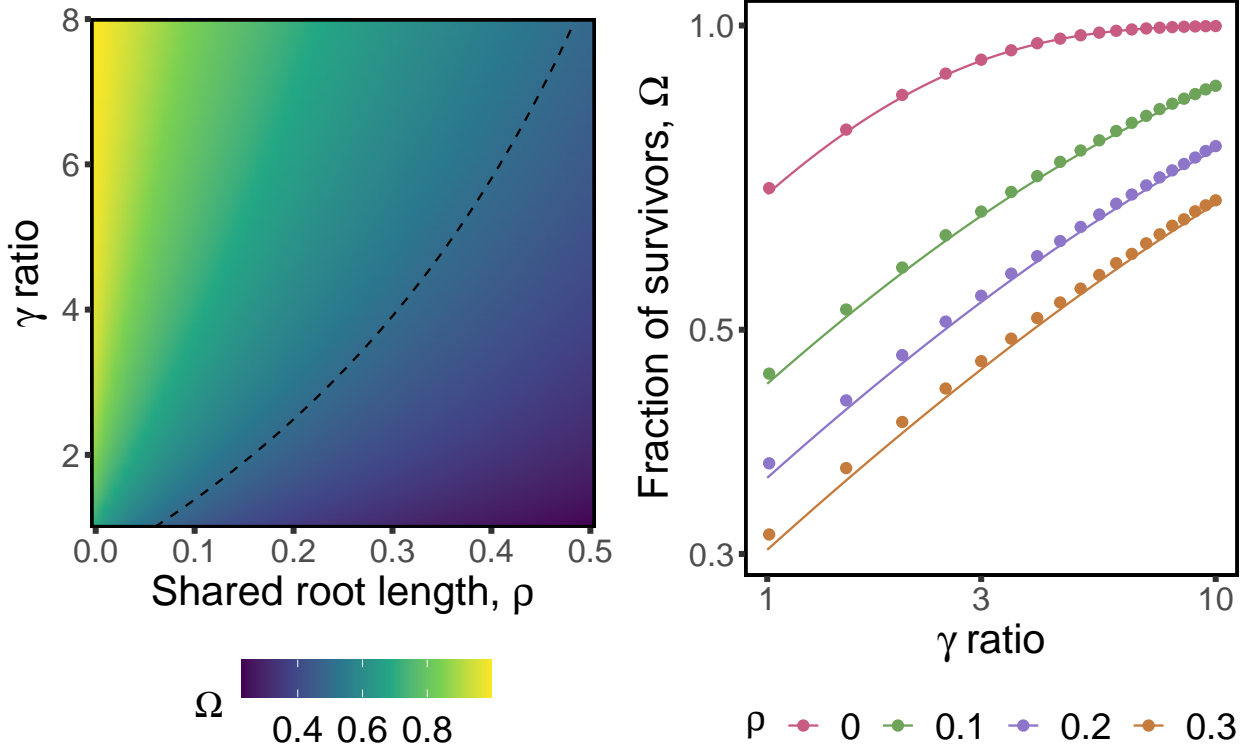 8
6
4
2
γ ratio
0.0 0.1 0.2 0.3 0.4 0.5
Shared root length, ρ
Ω
0.4 0.6 0.8
1.0
0.5
0.3
Fraction of survivors, Ω
1 3 10
γ ratio
ρ 0 0.1 0.2 0.3